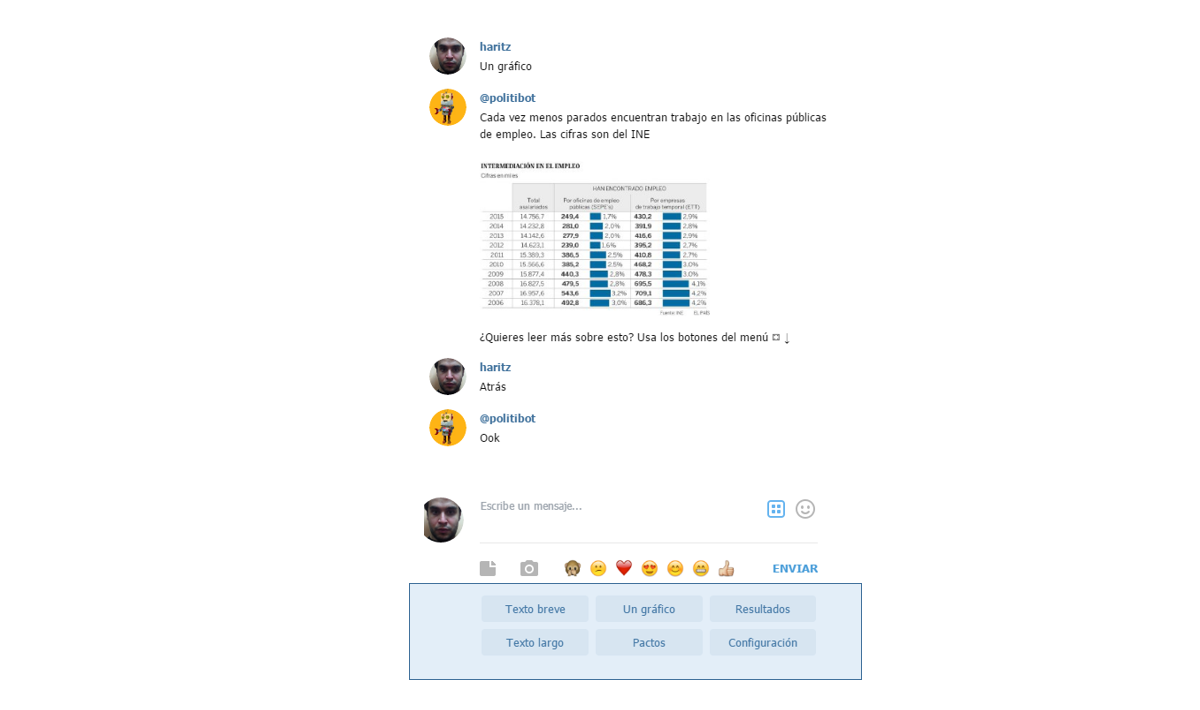 haritz
Un gráfico
@politibot
Cada vez menos parados encuentran trabajo en las oficinas públicas
de empleo. Las cifras son del INE
INTERMEDIACIÓN EN EL EMPLEO
Cifras en miles
HAN ENCONTRADO EMPLEO
Total Por oficinas de empleo Por empresas
asalariados públicas (SEPE's) de trabajo temporal (ETT)
2015 14.756,7 249,4 1,7% 430,2 2,9%
2014 14.232,8 281,0 2,0% 391,9 2,8%
2013 14.142,6 277,9 2,0% 416,6 2,9%
2012 14.623,1 239,0 1,6% 395,2 2,7%
2011 15.389,3 386,5 2,5% 410,8 2,7%
2010 15.566,6 385,2 2,5% 468,2 3,0%
2009 15.877,4 440,3 2,8% 478,3 3,0%
2008 16.827,5 479,5 2,8% 695,5 4,1%
2007 16.957,6 543,6 3,2% 709,1 4,2%
2006 16.378,1 492,8 3,0% 686,3 4,2%
Fuente: INE EL PAÍS
¿Quieres leer más sobre esto? Usa los botones del menú ↓
haritz
Atrás
@politibot
Ook
Escribe un mensaje...
ENVIAR
Texto breve Un gráfico Resultados
Texto largo Pactos Configuración